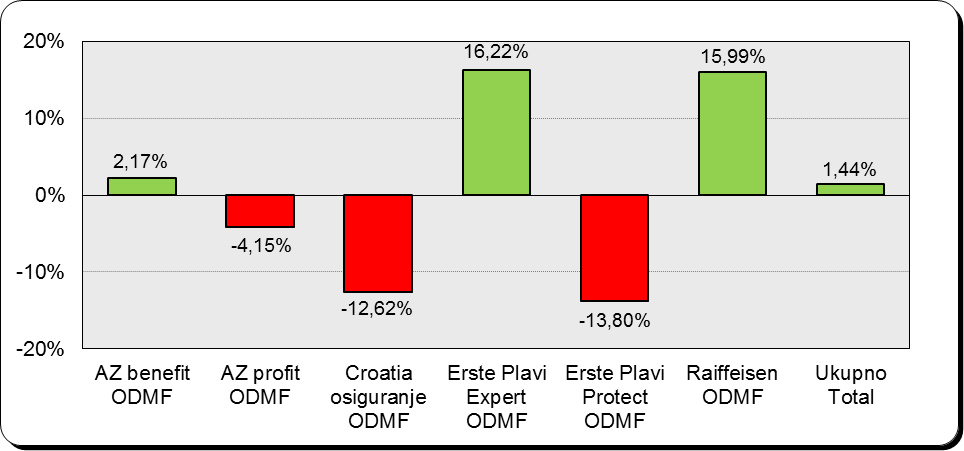 20%
10%
0%
-10%
-20%
2,17%
-4,15%
-12,62%
16,22%
-13,80%
15,99%
1,44%
AZ benefit
ODMF
AZ profit
ODMF
Croatia
osiguranje
ODMF
Erste Plavi
Expert
ODMF
Erste Plavi
Protect
ODMF
Raiffeisen
ODMF
Ukupno
Total